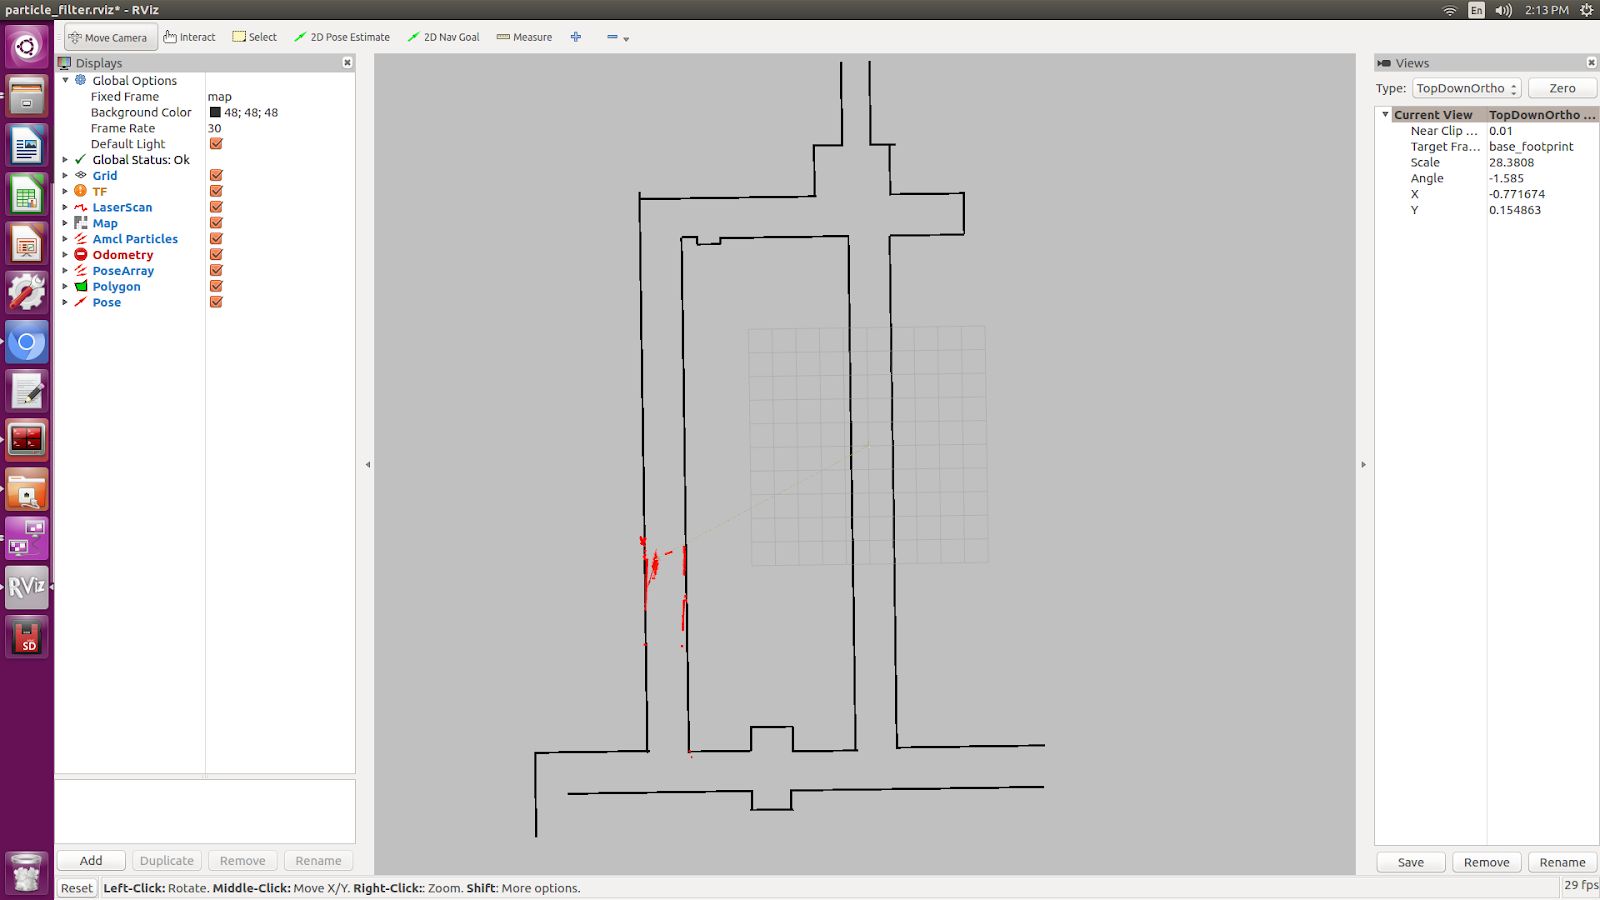 particle_filter.rviz* - RViz
En
2:13 PM
Move Camera
Interact
Select
2D Pose Estimate
2D Nav Goal
Measure
Displays
Global Options
Fixed Frame map
Background Color 48; 48; 48
Frame Rate 30
Default Light
Global Status: Ok
Grid
TF
LaserScan
Map
Amcl Particles
Odometry
PoseArray
Polygon
Pose
Add
Duplicate
Remove
Rename
Reset
Left-Click: Rotate. Middle-Click: Move X/Y. Right-Click:: Zoom. Shift: More options.
29 fps
Views
Type: TopDownOrtho Zero
Current View TopDownOrtho ...
Near Clip ... 0.01
Target Fra... base_footprint
Scale 28.3808
Angle -1.585
X -0.771674
Y 0.154863
Save
Remove
Rename
RViz
SD